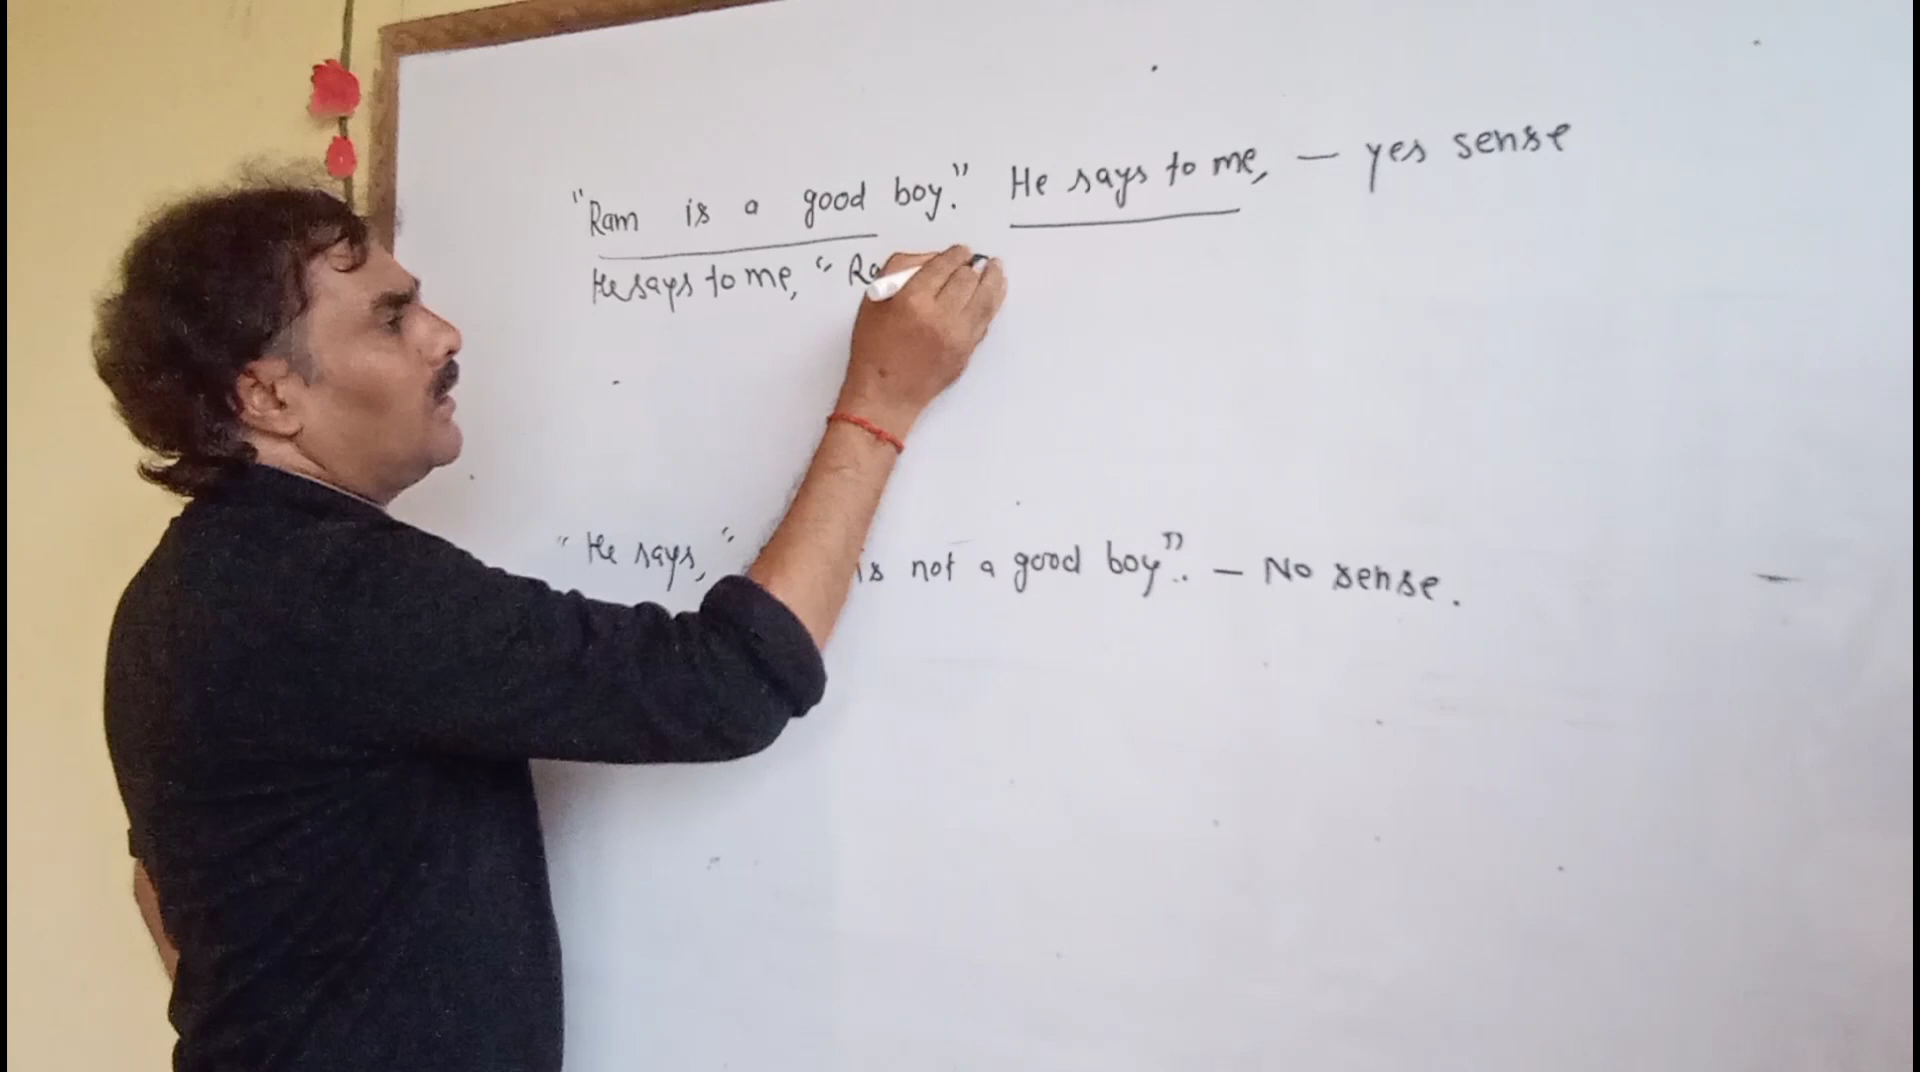 "Ram is a good boy." He says to me, — yes sense
He says to me, " Ra
" He says, " is not a good boy". — No sense.